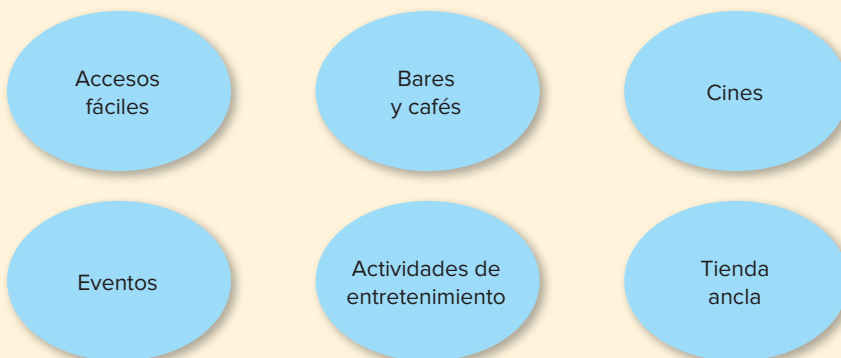 Accesos
fáciles
Bares
y cafés
Cines
Eventos
Actividades de
entretenimiento
Tienda
ancla